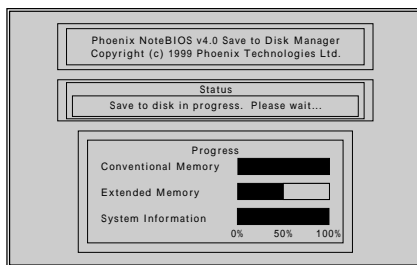 Phoenix NoteBIOS v4.0 Save to Disk Manager
Copyright (c) 1999 Phoenix Technologies Ltd.
Status
Save to disk in progress.  Please wait...
Progress
Conventional Memory
Extended Memory
System Information
0% 50% 100%